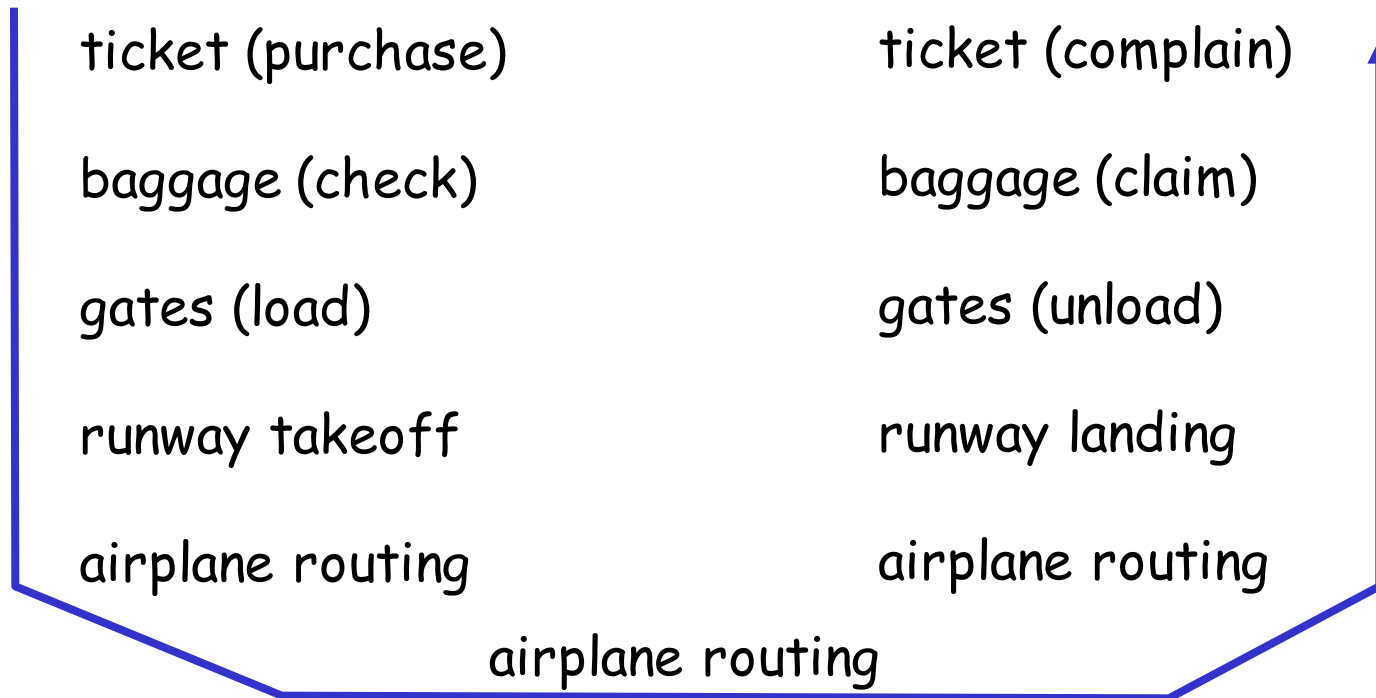 ticket (purchase)
baggage (check)
gates (load)
runway takeoff
airplane routing
airplane routing
ticket (complain)
baggage (claim)
gates (unload)
runway landing
airplane routing